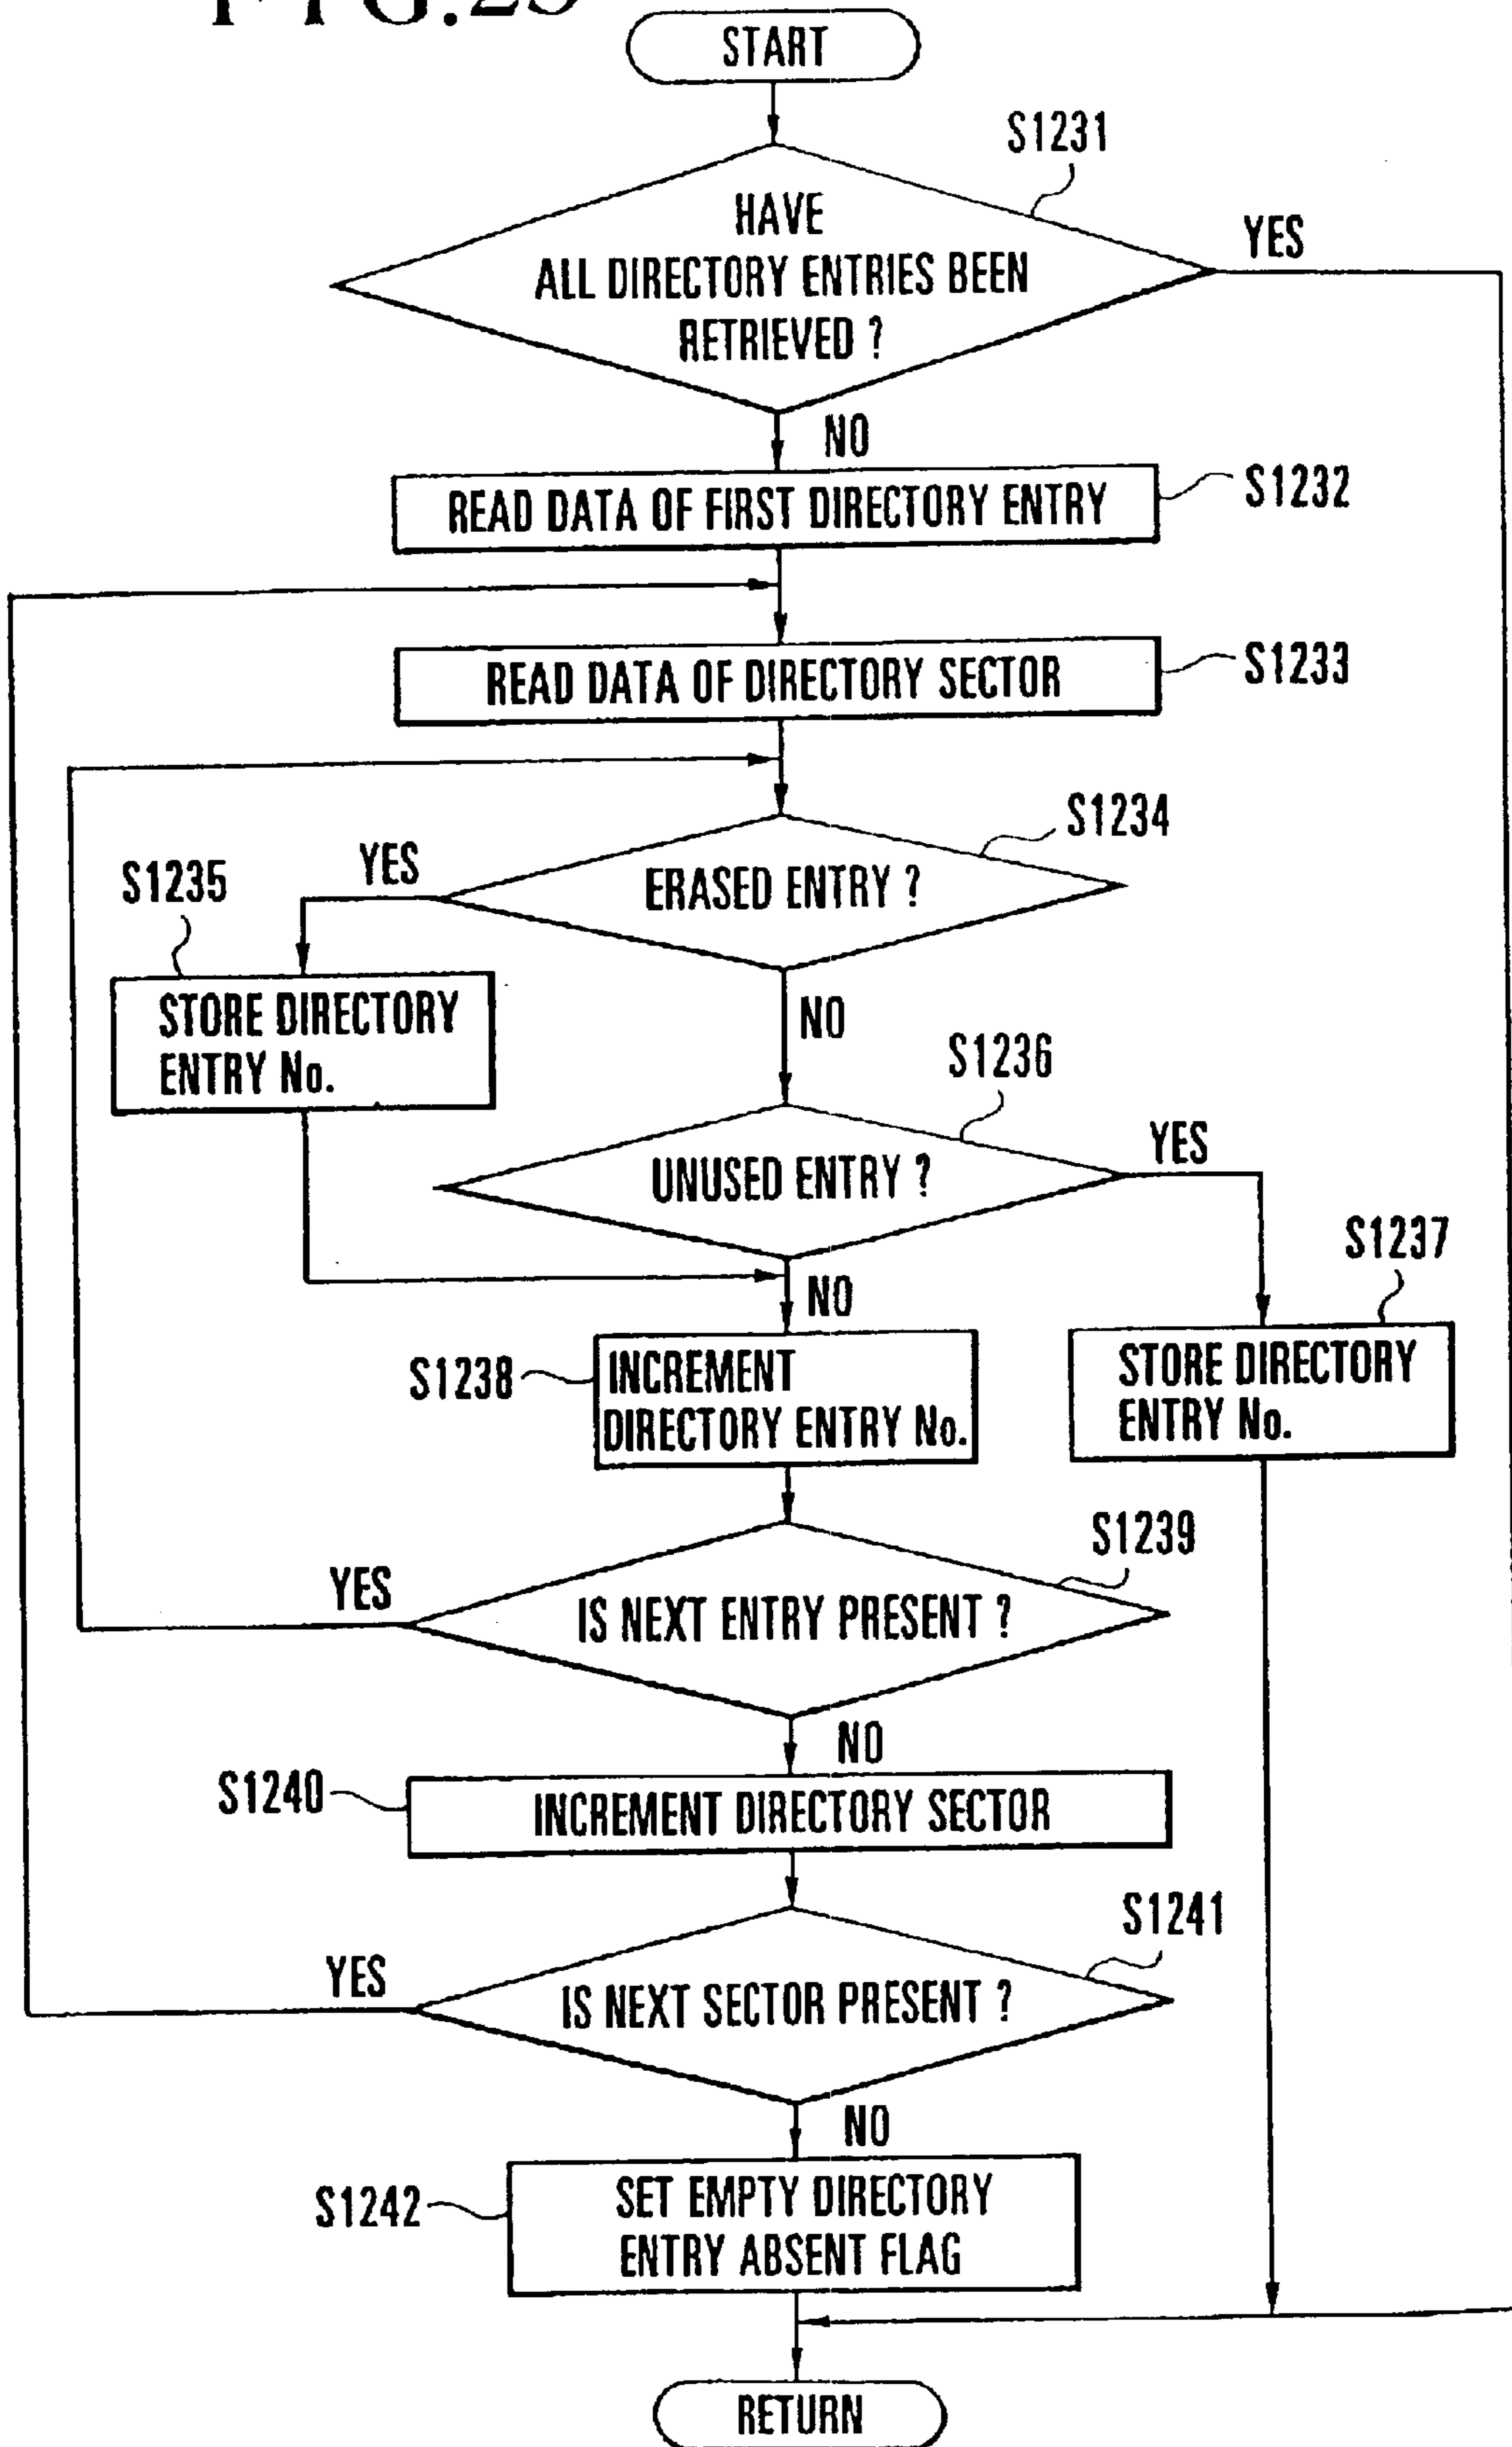 START
S1231
HAVE
ALL DIRECTORY ENTRIES BEEN
RETRIEVED ?
YES
NO
READ DATA OF FIRST DIRECTORY ENTRY
S1232
READ DATA OF DIRECTORY SECTOR
S1233
S1234
ERASED ENTRY ?
YES
S1235
STORE DIRECTORY
ENTRY No.
NO
S1236
UNUSED ENTRY ?
YES
S1237
STORE DIRECTORY
ENTRY No.
NO
S1238
INCREMENT
DIRECTORY ENTRY No.
S1239
IS NEXT ENTRY PRESENT ?
YES
NO
S1240
INCREMENT DIRECTORY SECTOR
S1241
IS NEXT SECTOR PRESENT ?
YES
NO
S1242
SET EMPTY DIRECTORY
ENTRY ABSENT FLAG
RETURN